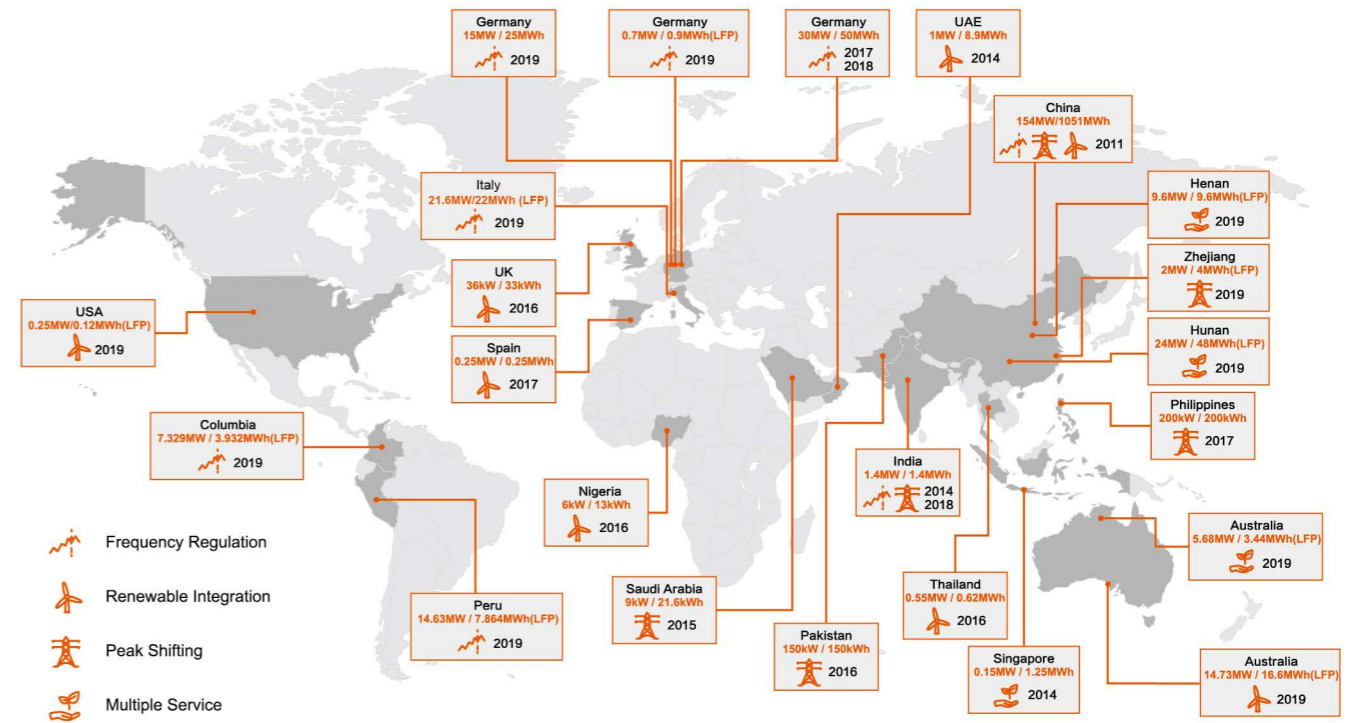 Germany
15MW / 25MWh
2019
Germany
0.7MW / 0.9MWh(LFP)
2019
Germany
30MW / 50MWh
2017
2018
UAE
1MW / 8.9MWh
2014
China
154MW/1051MWh
2011
Italy
21.6MW/22MWh (LFP)
2019
Henan
9.6MW / 9.6MWh(LFP)
2019
UK
36kW / 33kWh
2016
Zhejiang
2MW / 4MWh(LFP)
2019
USA
0.25MW/0.12MWh(LFP)
2019
Spain
0.25MW / 0.25MWh
2017
Hunan
24MW / 48MWh(LFP)
2019
Columbia
7.329MW / 3.932MWh(LFP)
2019
Philippines
200kW / 200kWh
2017
India
1.4MW / 1.4MWh
2014
2018
Nigeria
6kW / 13kWh
2016
Australia
5.68MW / 3.44MWh(LFP)
2019
Saudi Arabia
9kW / 21.6kWh
2015
Thailand
0.55MW / 0.62MWh
2016
Peru
14.63MW / 7.864MWh(LFP)
2019
Pakistan
150kW / 150kWh
2016
Singapore
0.15MW / 1.25MWh
2014
Australia
14.73MW / 16.6MWh(LFP)
2019
Frequency Regulation
Renewable Integration
Peak Shifting
Multiple Service